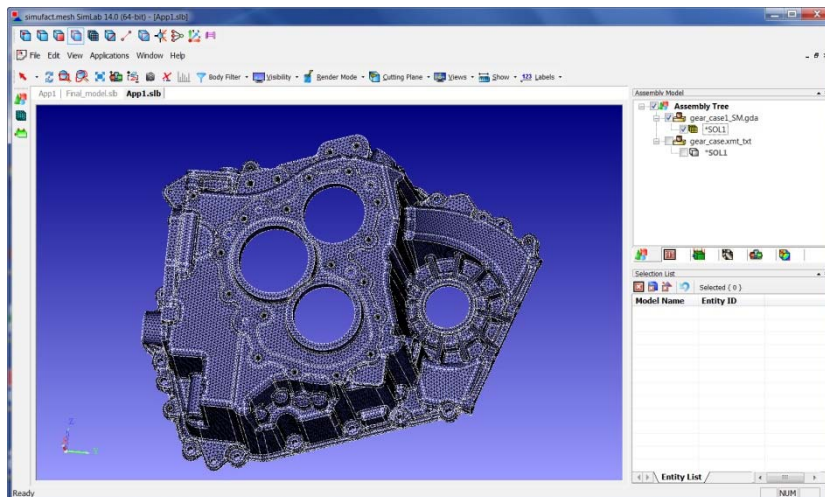 simufact.mesh SimLab 14.0 (64-bit) - [App1.slb]
File Edit View Applications Window Help
Body Filter Visibility Render Mode Cutting Plane Views Show 123 Labels
App1 | Final_model.slb App1.slb
Assembly Model
Assembly Tree
gear_case1_SM.gda
*SOL1
gear_case.xmt_txt
*SOL1
Selection List
Selected ( 0 )
Model Name Entity ID
Entity List
Z
Ready NUM